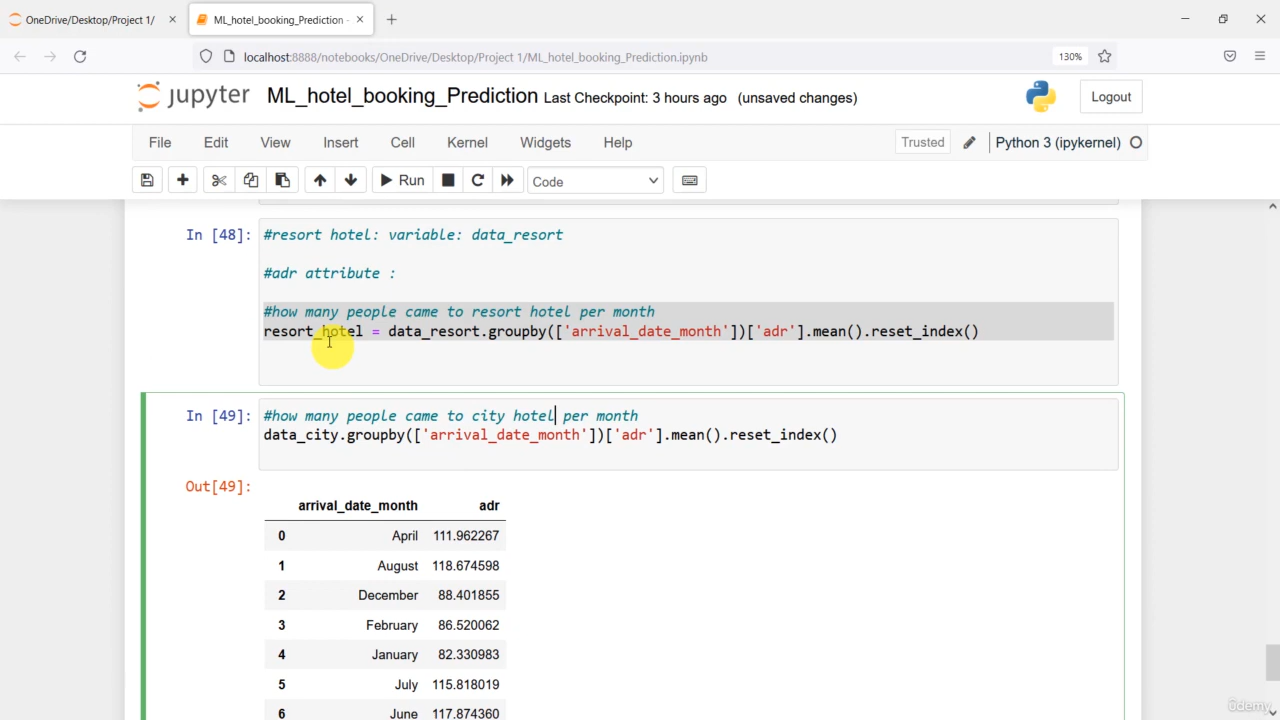 OneDrive/Desktop/Project 1/
ML_hotel_booking_Prediction -
localhost:8888/notebooks/OneDrive/Desktop/Project 1/ML_hotel_booking_Prediction.ipynb
130%
jupyter ML_hotel_booking_Prediction Last Checkpoint: 3 hours ago (unsaved changes)
Logout
File Edit View Insert Cell Kernel Widgets Help
Trusted Python 3 (ipykernel)
Run Code
In [48]: #resort hotel: variable: data_resort
#adr attribute :
#how many people came to resort hotel per month
resort_hotel = data_resort.groupby(['arrival_date_month'])['adr'].mean().reset_index()
In [49]: #how many people came to city hotel per month
data_city.groupby(['arrival_date_month'])['adr'].mean().reset_index()
Out[49]:
arrival_date_month adr
0 April 111.962267
1 August 118.674598
2 December 88.401855
3 February 86.520062
4 January 82.330983
5 July 115.818019
6 June 117.874360
ûdemy